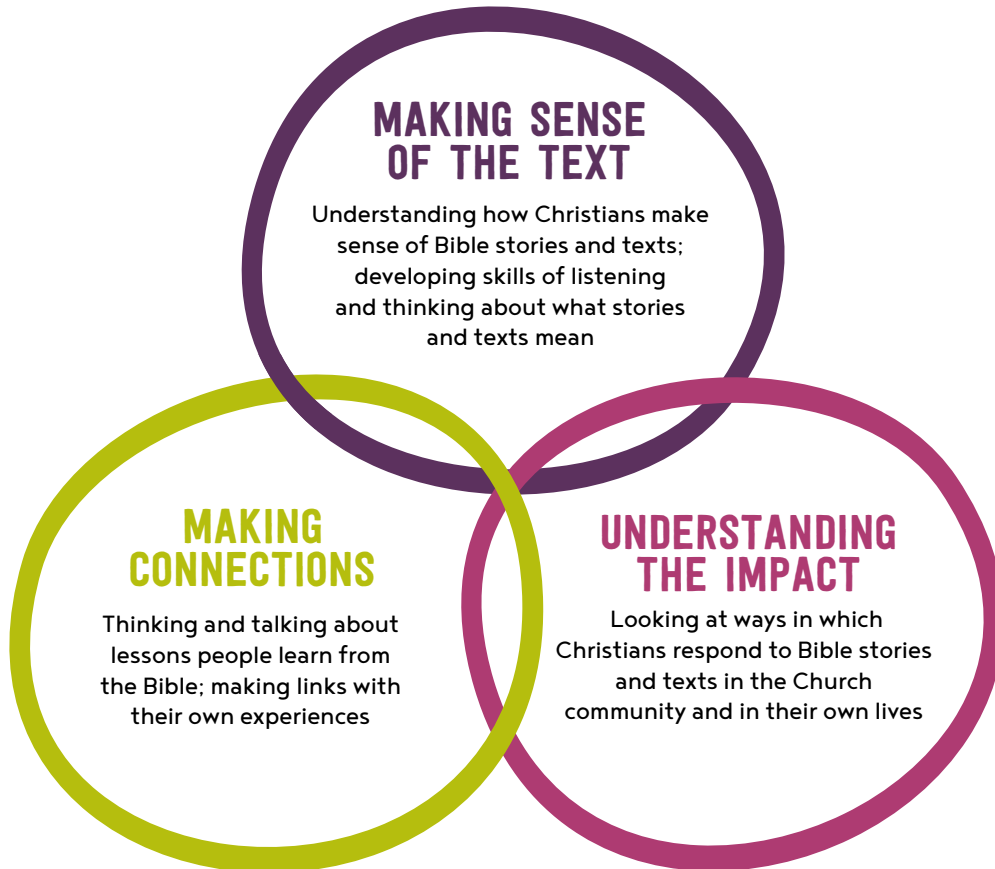 MAKING SENSE
OF THE TEXT
Understanding how Christians make
sense of Bible stories and texts;
developing skills of listening
and thinking about what stories
and texts mean
MAKING
CONNECTIONS
Thinking and talking about
lessons people learn from
the Bible; making links with
their own experiences
UNDERSTANDING
THE IMPACT
Looking at ways in which
Christians respond to Bible stories
and texts in the Church
community and in their own lives